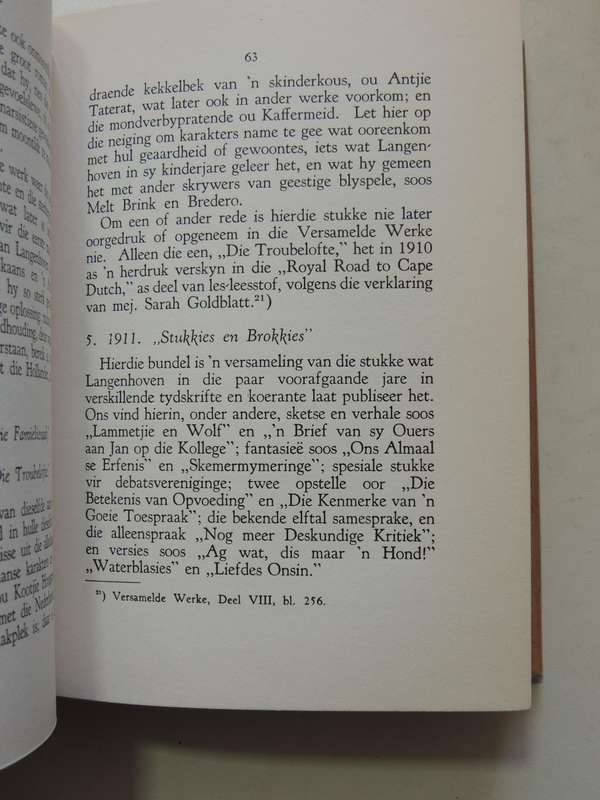 63
draende kekkelbek van 'n skinderkous, ou Antjie
Taterat, wat later ook in ander werke voorkom; en
die mondverbypratende ou Kaffermeid. Let hier op
die neiging om karakters name te gee wat ooreenkom
met hul geaardheid of gewoontes, iets wat Langen-
hoven in sy kinderjare geleer het, en wat hy gemeen
het met ander skrywers van geestige blyspele, soos
Melt Brink en Bredero.
Om een of ander rede is hierdie stukke nie later
oorgedruk of opgeneem in die Versamelde Werke
nie. Alleen die een, „Die Troubelofte,” het in 1910
as 'n herdruk verskyn in die „Royal Road to Cape
Dutch,” as deel van les-leesstof, volgens die verklaring
van mej. Sarah Goldblatt.²¹)
5. 1911. „Stukkies en Brokkies”
Hierdie bundel is 'n versameling van die stukke wat
Langenhoven in die paar voorafgaande jare in
verskillende tydskrifte en koerante laat publiseer het.
Ons vind hierin, onder andere, sketse en verhale soos
„Lammetjie en Wolf” en „'n Brief van sy Ouers
aan Jan op die Kollege”; fantasieë soos „Ons Almaal
se Erfenis” en „Skemermymeringe”; spesiale stukke
vir debatsvereniginge; twee opstelle oor „Die
Betekenis van Opvoeding” en „Die Kenmerke van 'n
Goeie Toespraak”; die bekende elftal samesprake, en
die alleenspraak „Nog meer Deskundige Kritiek”;
en versies soos „Ag wat, dis maar 'n Hond!”
„Waterblasies” en „Liefdes Onsin.”
²¹) Versamelde Werke, Deel VIII, bl. 256.